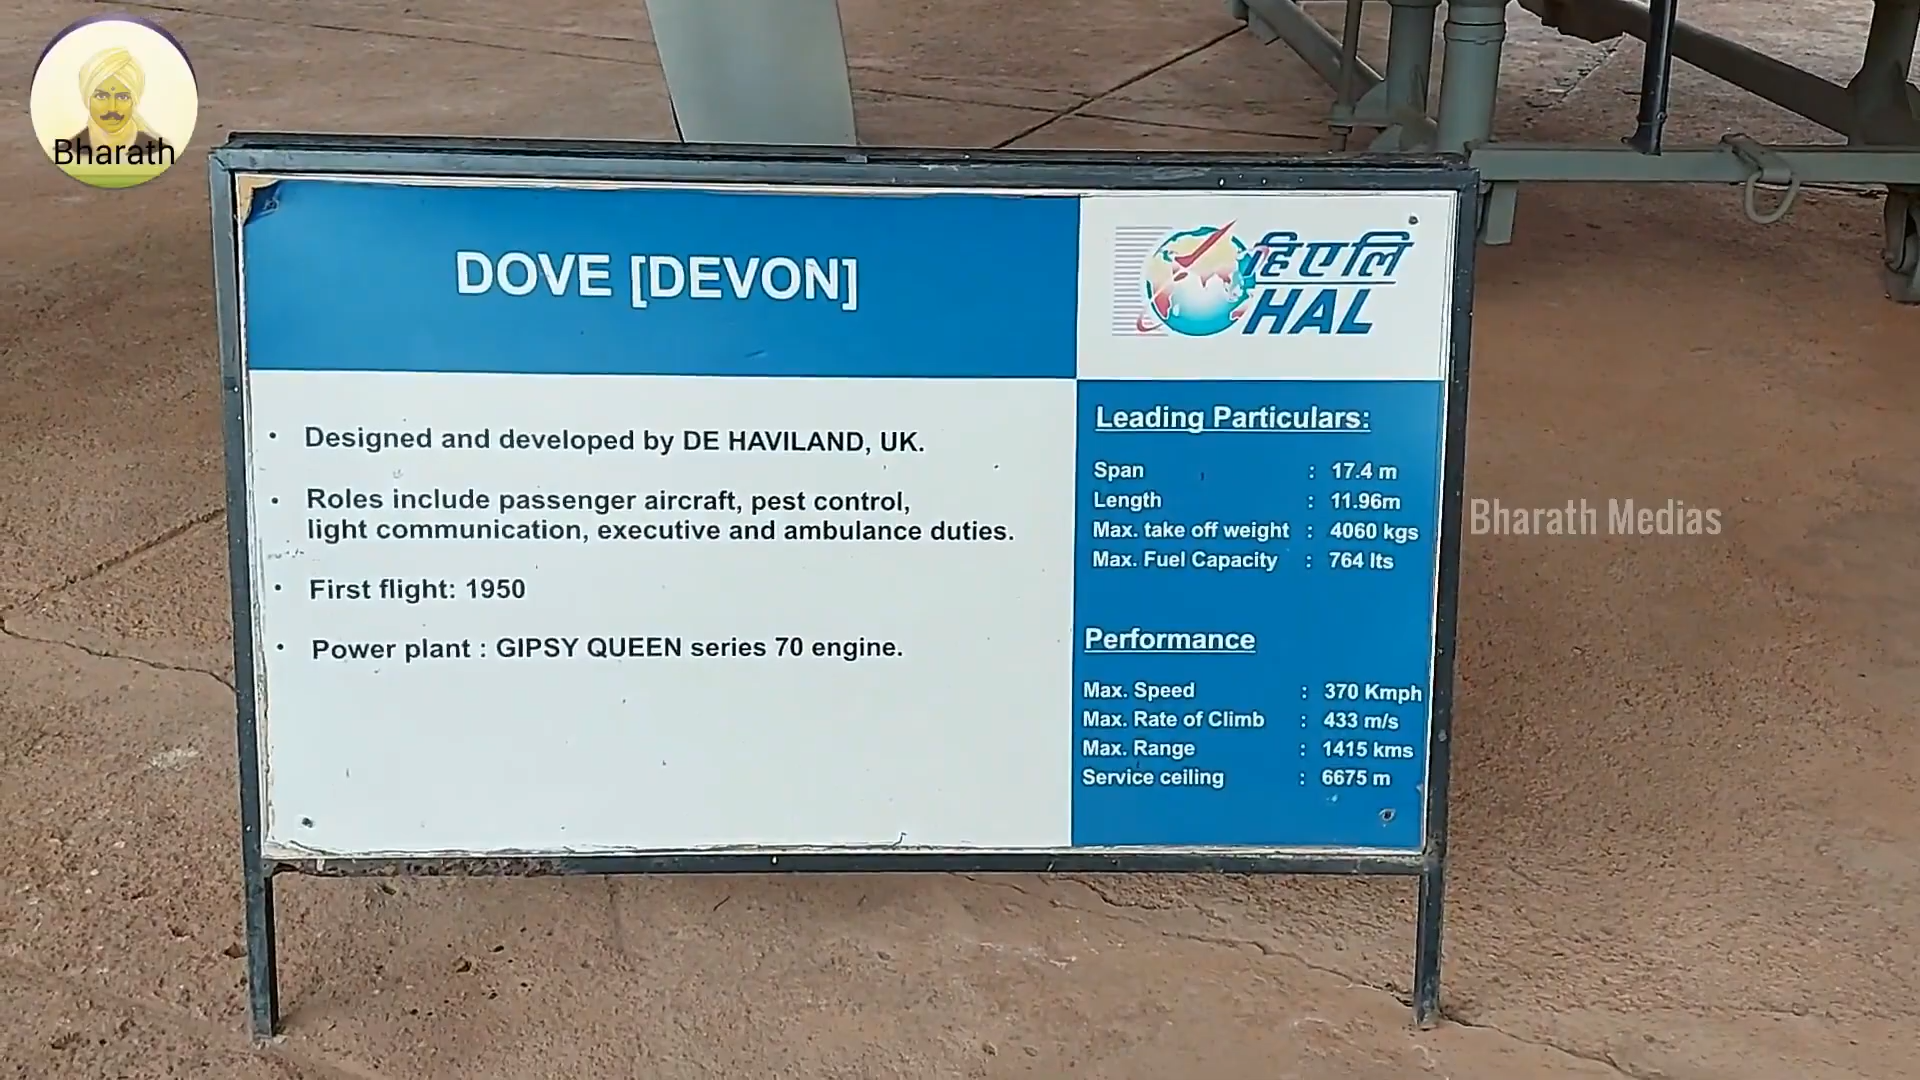 Bharath
DOVE [DEVON]
हिएलि
HAL
• Designed and developed by DE HAVILAND, UK.
• Roles include passenger aircraft, pest control,
light communication, executive and ambulance duties.
• First flight: 1950
• Power plant : GIPSY QUEEN series 70 engine.
Leading Particulars:
Span : 17.4 m
Length : 11.96m
Max. take off weight : 4060 kgs
Max. Fuel Capacity : 764 lts
Performance
Max. Speed : 370 Kmph
Max. Rate of Climb : 433 m/s
Max. Range : 1415 kms
Service ceiling : 6675 m
Bharath Medias